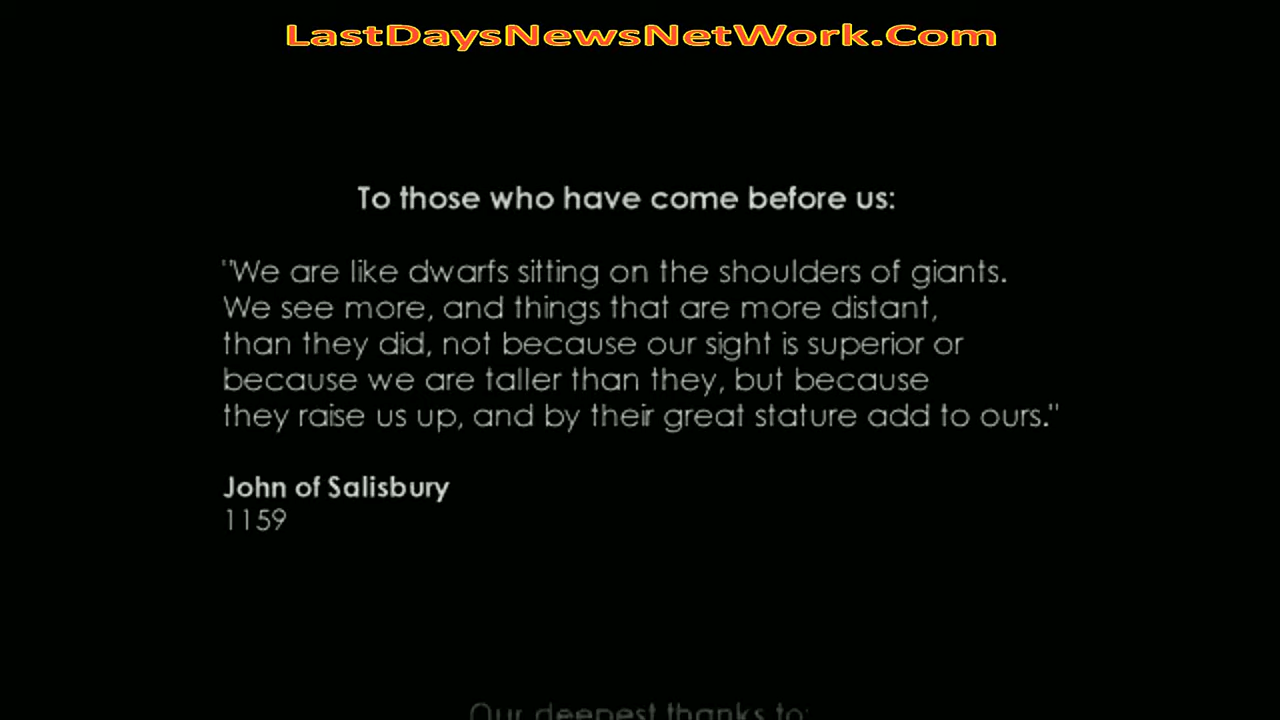 LastDaysNewsNetWork.Com
To those who have come before us:
"We are like dwarfs sitting on the shoulders of giants.
We see more, and things that are more distant,
than they did, not because our sight is superior or
because we are taller than they, but because
they raise us up, and by their great stature add to ours."
John of Salisbury
1159
Our deepest thanks to: